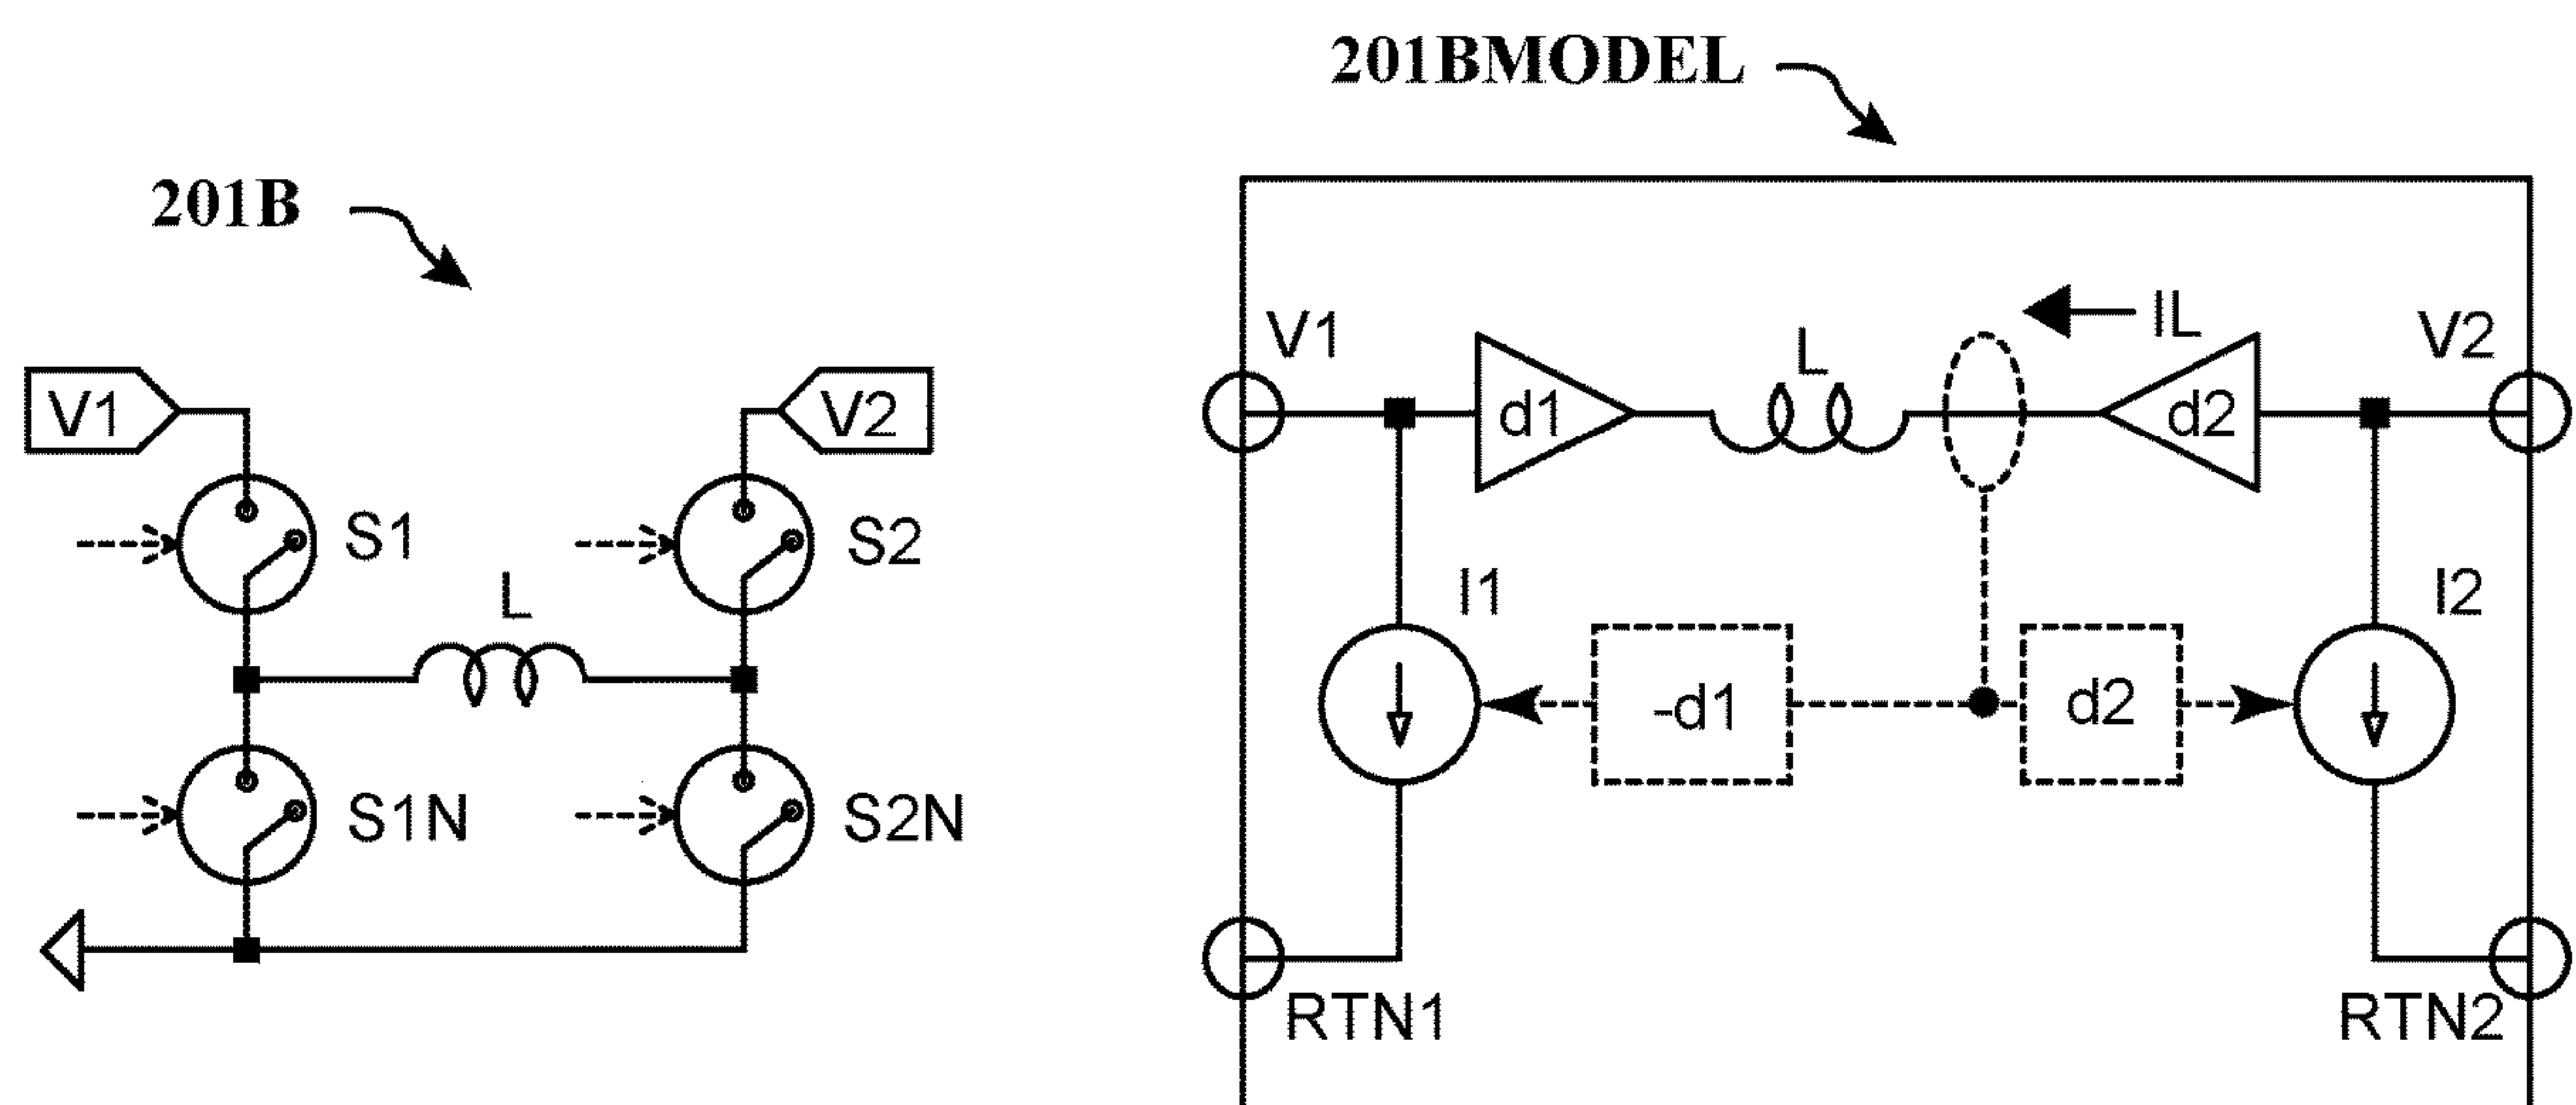 201BMODEL
201B
V1
V2
S1
S2
L
S1N
S2N
V1
d1
L
IL
d2
V2
I1
-d1
d2
I2
RTN1
RTN2